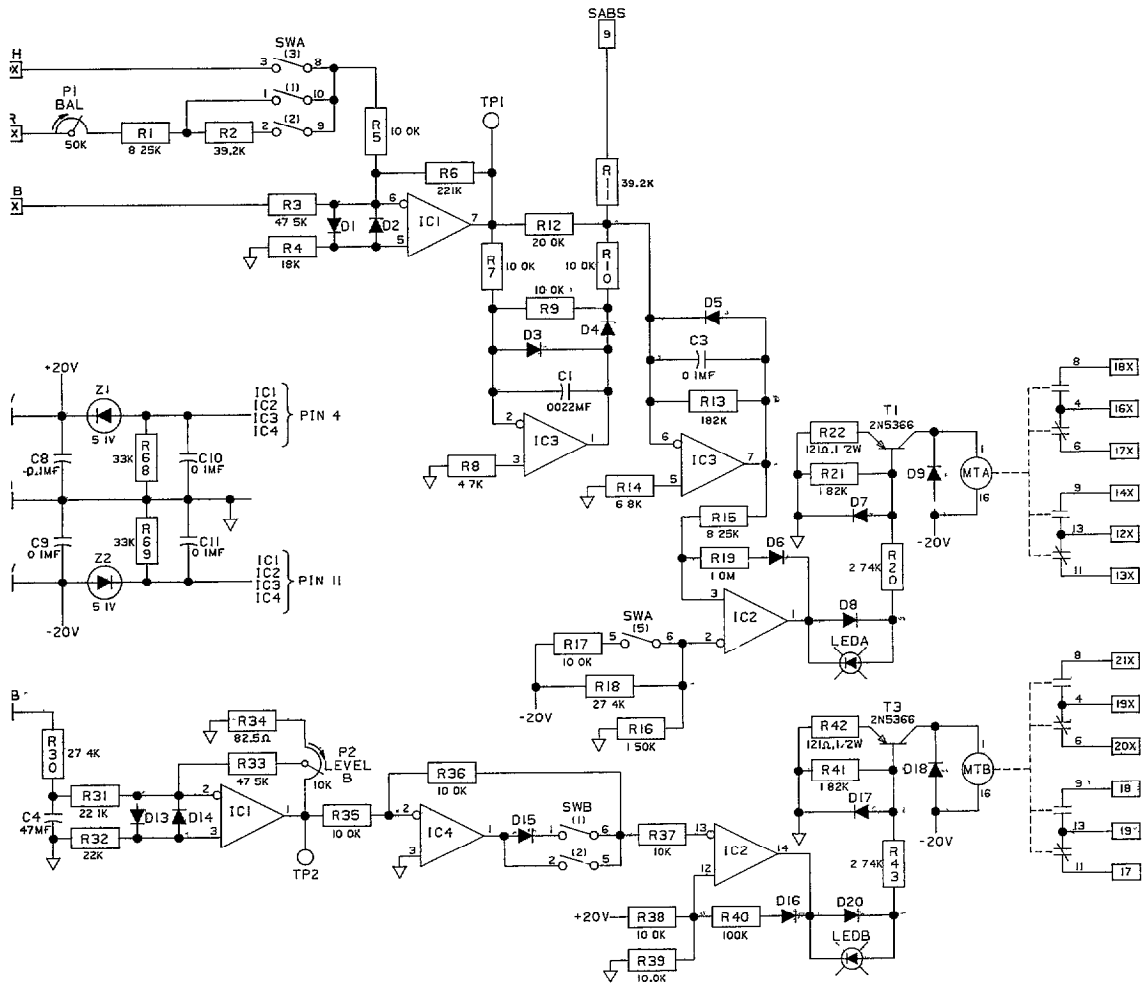 SABS
9
H
X
SWA
(3)
3
8
P1
BAL
1
(1)
10
TP1
R
X
50K
R1
8 25K
R2
39.2K
2
(2)
9
R5
10 0K
R6
221K
R11
39.2K
B
X
R3
47 5K
D1
D2
6
5
IC1
7
R12
20 0K
R4
18K
R7
10 0K
10 0K
R10
10.0K
R9
D3
D4
D5
C3
0 1MF
C1
0022MF
R13
182K
+20V
Z1
5 1V
IC1
IC2
IC3
IC4
PIN 4
2
3
IC3
1
R8
4 7K
6
5
IC3
7
R14
6 8K
C8
0.1MF
33K
R68
C10
0 1MF
C9
0 1MF
33K
R69
C11
0 1MF
Z2
5 1V
IC1
IC2
IC3
IC4
PIN 11
-20V
T1
2N5366
R22
121Ω,1/2W
R21
1 82K
D7
D9
-20V
1
MTA
16
8
18X
4
16X
6
17X
9
14X
13
12X
11
13X
R15
8 25K
R19
1 0M
D6
2 74K
R20
3
2
IC2
1
D8
LEDA
SWA
(5)
R17
10 0K
5
6
R18
27 4K
-20V
R16
1 50K
B
R30
27 4K
R34
82.5Ω
R33
47 5K
P2
LEVEL
B
10K
C4
47MF
R31
22 1K
R32
22K
D13
D14
2
3
IC1
1
TP2
R35
10 0K
R36
10 0K
2
3
IC4
1
D15
SWB
(1)
1
6
2
(2)
5
R37
10K
13
12
IC2
14
+20V
R38
10 0K
R39
10.0K
R40
100K
D16
D20
LEDB
T3
2N5366
R42
121Ω,1/2W
R41
1 82K
D17
D18
-20V
2 74K
R43
1
MTB
16
8
21X
4
19X
6
20X
9
18
13
19
11
17